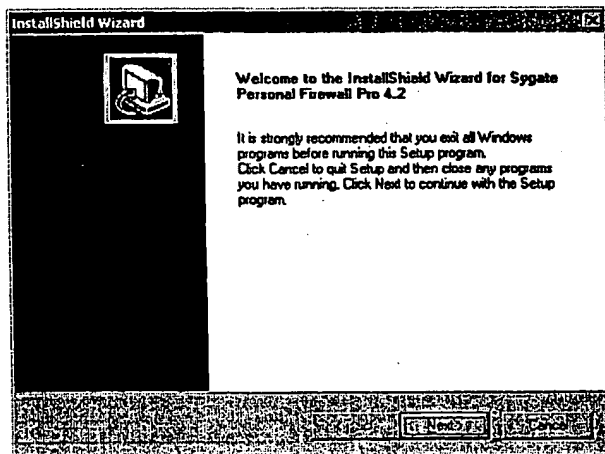 InstallShield Wizard
Welcome to the InstallShield Wizard for Sygate
Personal Firewall Pro 4.2
It is strongly recommended that you exit all Windows
programs before running this Setup program.
Click Cancel to quit Setup and then close any programs
you have running. Click Next to continue with the Setup
program.
Next >
Cancel